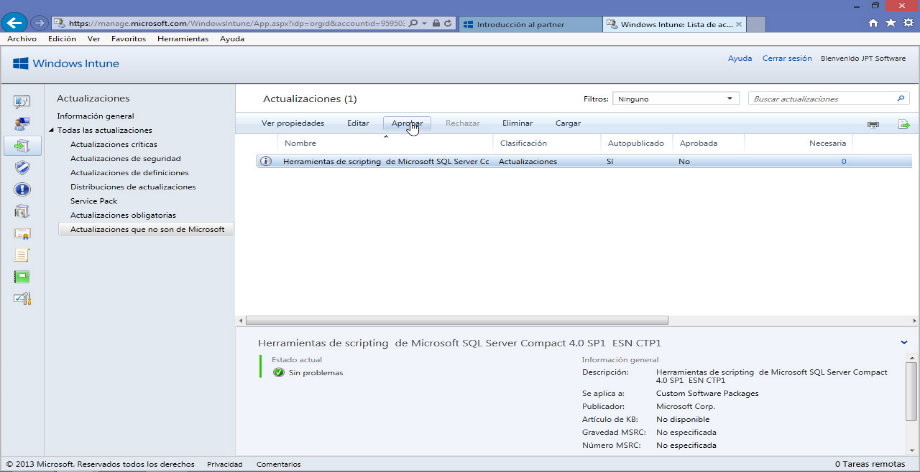 https://manage.microsoft.com/WindowsIntune/App.aspx?idp=orgid&accountid=95950
Introducción al partner
Windows Intune: Lista de ac...
Archivo Edición Ver Favoritos Herramientas Ayuda
Windows Intune
Ayuda Cerrar sesión Bienvenido JPT Software
Actualizaciones
Información general
Todas las actualizaciones
Actualizaciones críticas
Actualizaciones de seguridad
Actualizaciones de definiciones
Distribuciones de actualizaciones
Service Pack
Actualizaciones obligatorias
Actualizaciones que no son de Microsoft
Actualizaciones (1)
Filtros: Ninguno
Buscar actualizaciones
Ver propiedades Editar Aprobar Rechazar Eliminar Cargar
Nombre Clasificación Autopublicado Aprobada Necesaria
Herramientas de scripting de Microsoft SQL Server Cc Actualizaciones Sí No 0
Herramientas de scripting de Microsoft SQL Server Compact 4.0 SP1 ESN CTP1
Estado actual
Sin problemas
Información general
Descripción: Herramientas de scripting de Microsoft SQL Server Compact
4.0 SP1 ESN CTP1
Se aplica a: Custom Software Packages
Publicador: Microsoft Corp.
Artículo de KB: No disponible
Gravedad MSRC: No especificada
Número MSRC: No especificada
© 2013 Microsoft. Reservados todos los derechos Privacidad Comentarios
0 Tareas remotas